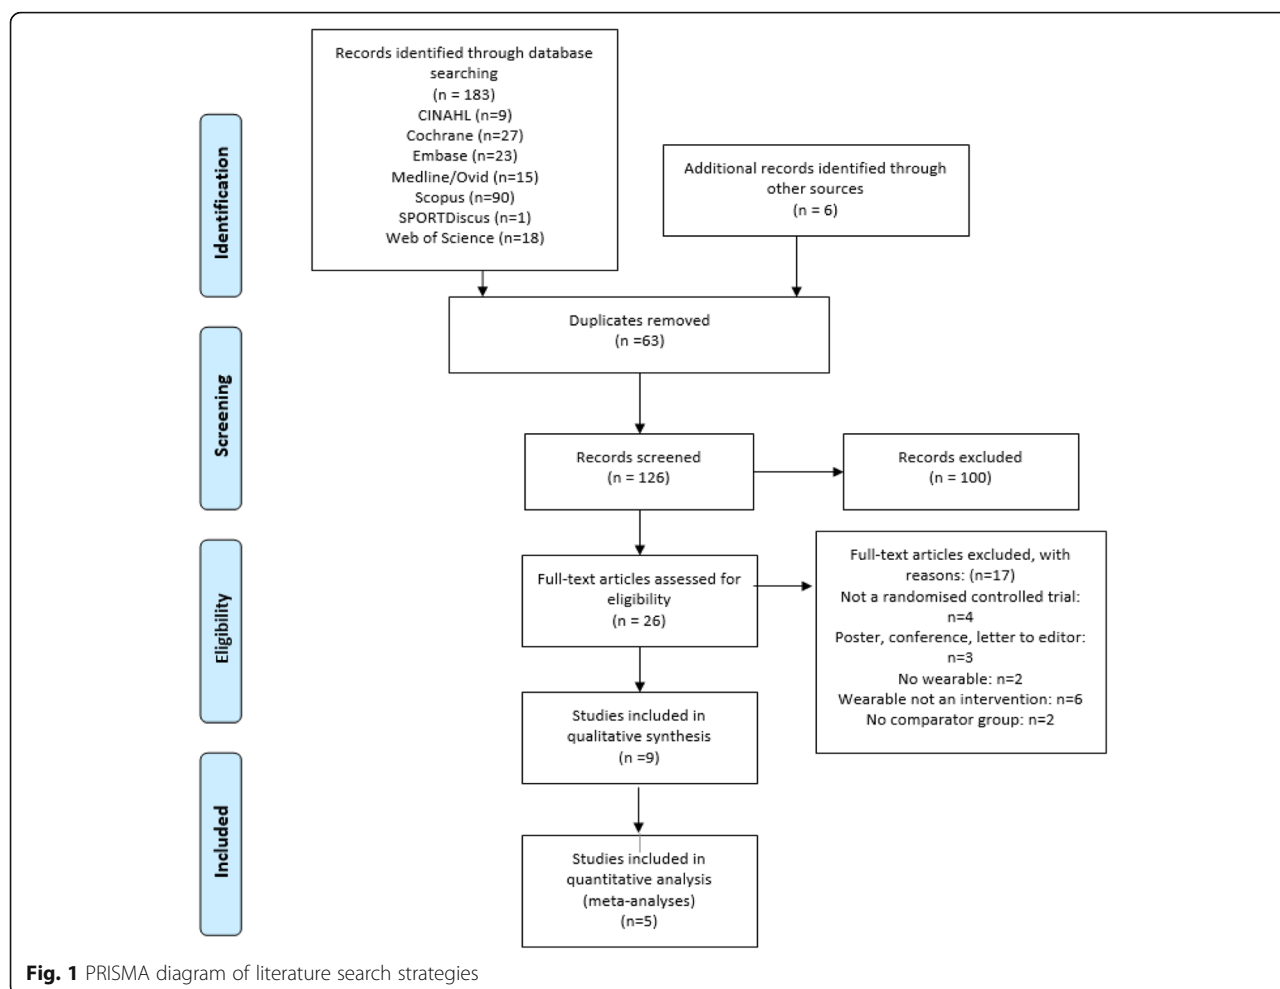 Records identified through database
searching
(n = 183)
CINAHL (n=9)
Cochrane (n=27)
Embase (n=23)
Medline/Ovid (n=15)
Scopus (n=90)
SPORTDiscus (n=1)
Web of Science (n=18)
Additional records identified through
other sources
(n = 6)
Identification
Duplicates removed
(n =63)
Screening
Records screened
(n = 126)
Records excluded
(n = 100)
Eligibility
Full-text articles assessed for
eligibility
(n = 26)
Full-text articles excluded, with
reasons: (n=17)
Not a randomised controlled trial:
n=4
Poster, conference, letter to editor:
n=3
No wearable: n=2
Wearable not an intervention: n=6
No comparator group: n=2
Studies included in
qualitative synthesis
(n =9)
Included
Studies included in
quantitative analysis
(meta-analyses)
(n=5)
Fig. 1 PRISMA diagram of literature search strategies